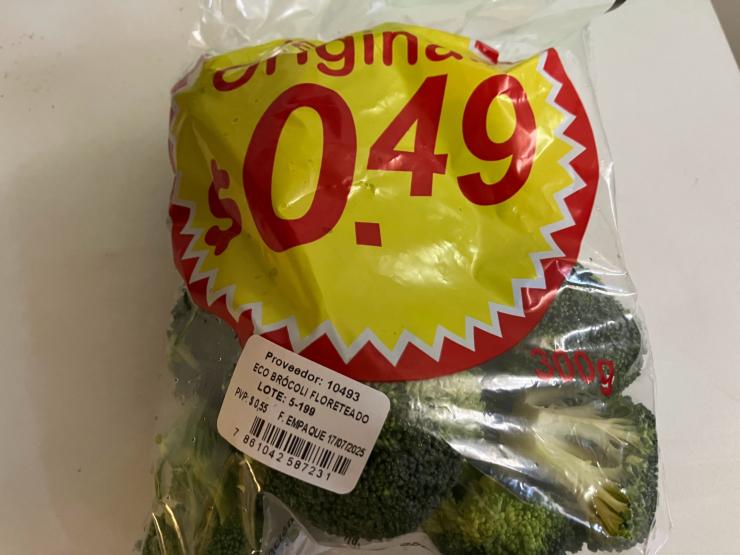 Origina
$0.49
300g
Proveedor: 10493
ECO BRÓCOLI FLORETEADO
LOTE: 5-199
PVP: $ 0,55 F. EMPAQUE 17/07/2025
7 861042 587231